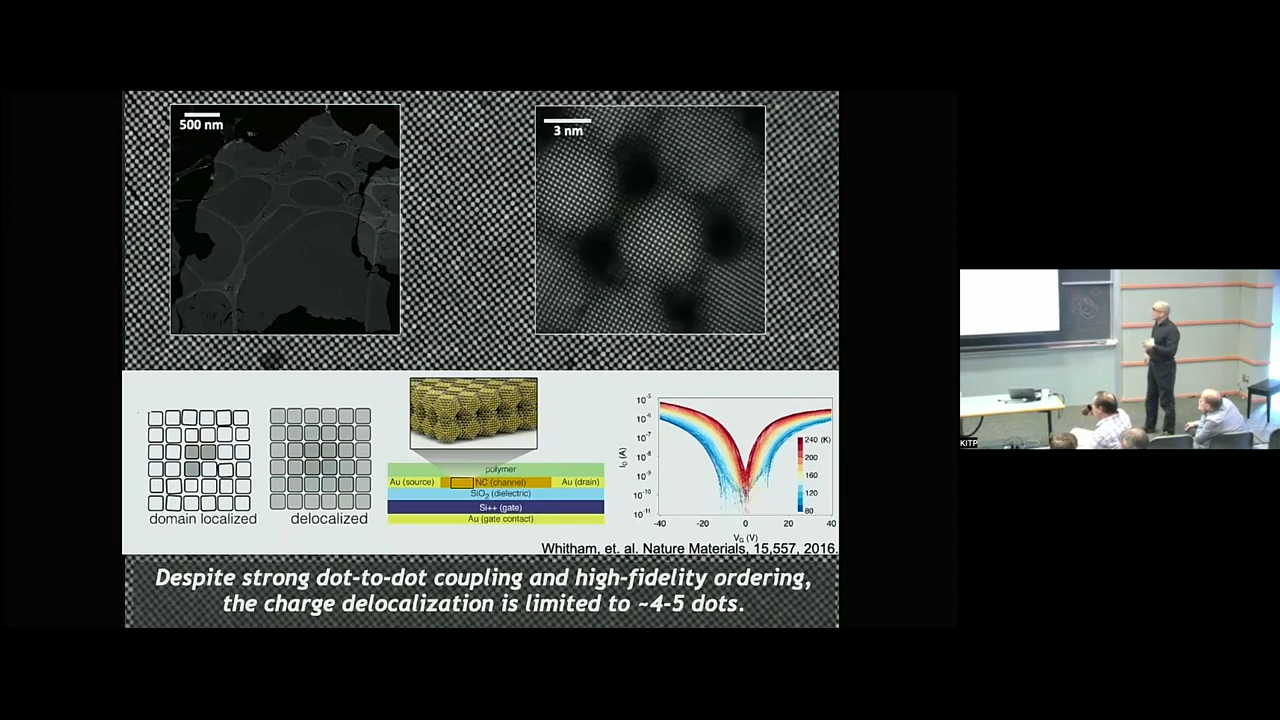 500 nm
3 nm
domain localized
delocalized
polymer
Au (source)
NC (channel)
Au (drain)
SiO2 (dielectric)
Si++ (gate)
Au (gate contact)
10-5
10-6
10-7
10-8
10-9
10-10
10-11
ID (A)
240 (K)
200
160
120
80
-40
-20
0
20
40
VG (V)
Whitham, et. al. Nature Materials, 15,557, 2016.
Despite strong dot-to-dot coupling and high-fidelity ordering,
the charge delocalization is limited to ~4-5 dots.
KITP